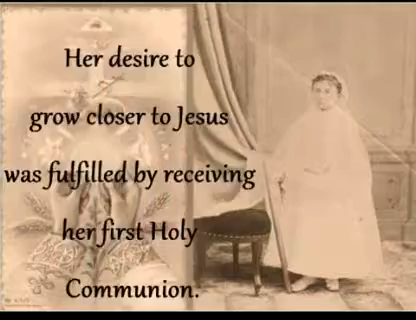 Her desire to
grow closer to Jesus
was fulfilled by receiving
her first Holy
Communion.